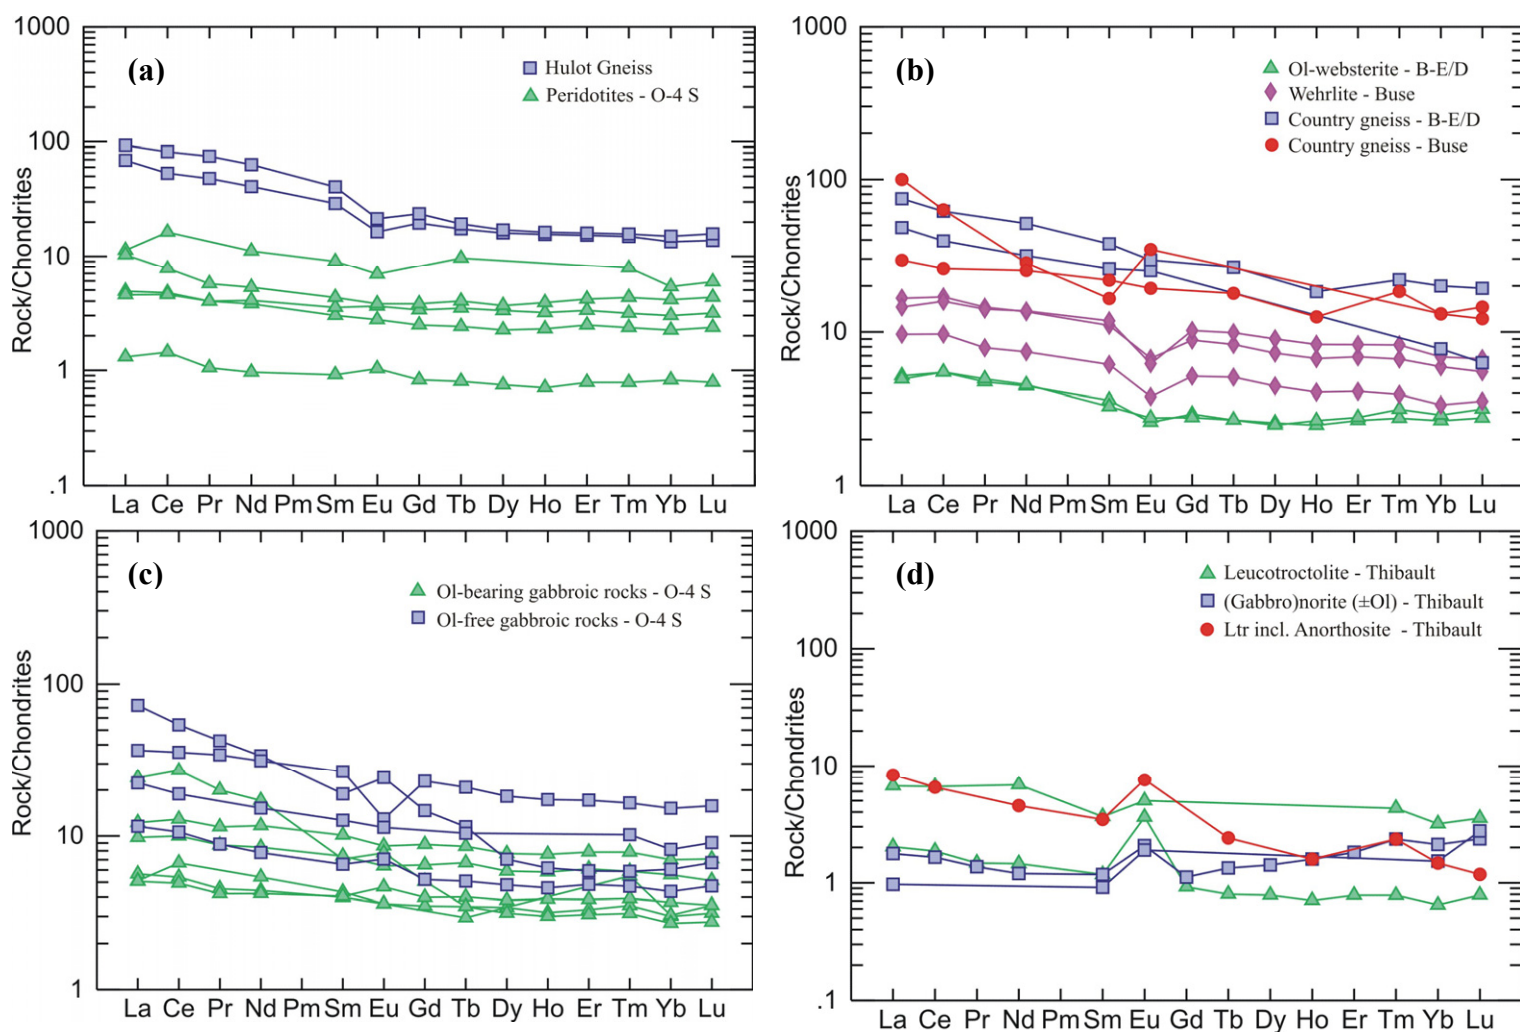 (a)
Rock/Chondrites
1000
100
10
1
.1
Hulot Gneiss
Peridotites - O-4 S
La Ce Pr Nd Pm Sm Eu Gd Tb Dy Ho Er Tm Yb Lu
(b)
Rock/Chondrites
1000
100
10
1
Ol-websterite - B-E/D
Wehrlite - Buse
Country gneiss - B-E/D
Country gneiss - Buse
La Ce Pr Nd Pm Sm Eu Gd Tb Dy Ho Er Tm Yb Lu
(c)
Rock/Chondrites
1000
100
10
1
Ol-bearing gabbroic rocks - O-4 S
Ol-free gabbroic rocks - O-4 S
La Ce Pr Nd Pm Sm Eu Gd Tb Dy Ho Er Tm Yb Lu
(d)
Rock/Chondrites
1000
100
10
1
.1
Leucotroctolite - Thibault
(Gabbro)norite (±Ol) - Thibault
Ltr incl. Anorthosite - Thibault
La Ce Pr Nd Pm Sm Eu Gd Tb Dy Ho Er Tm Yb Lu